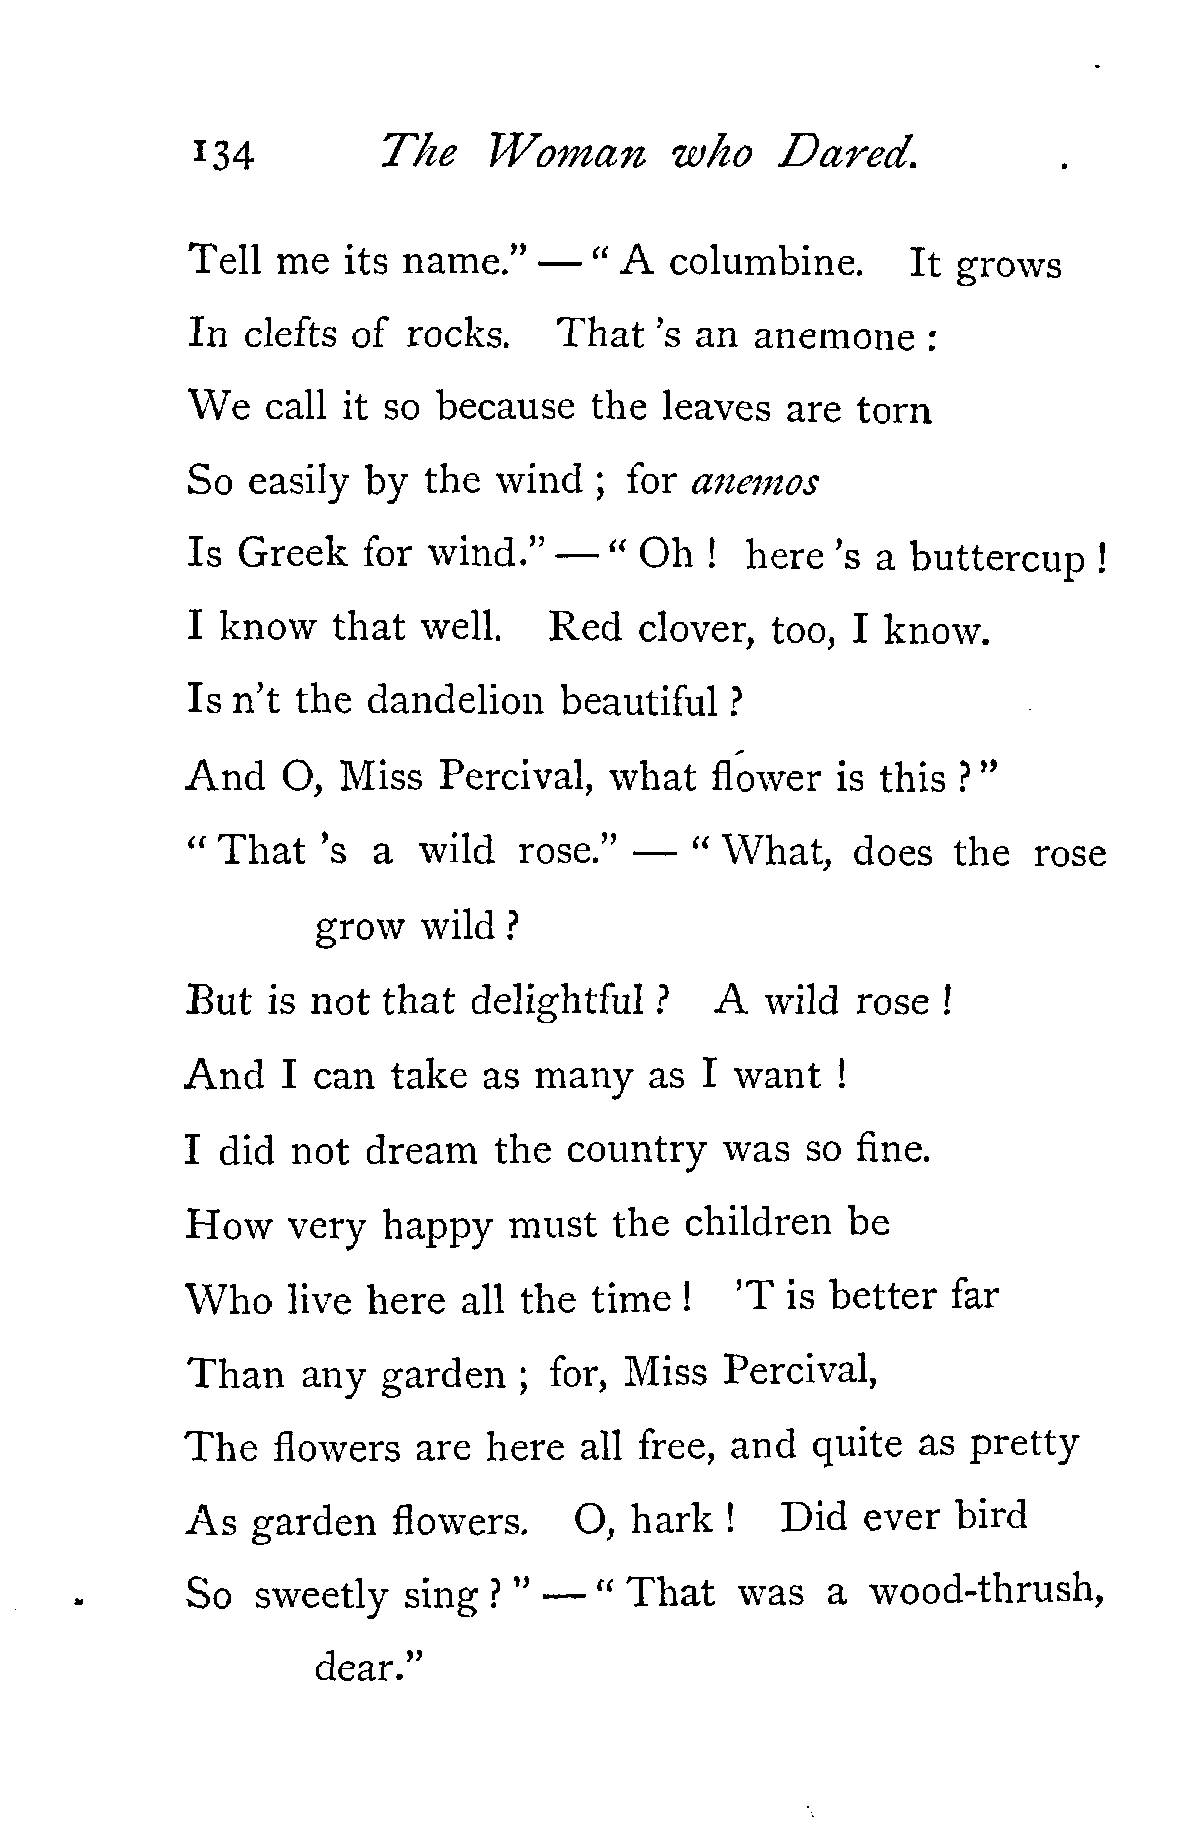 134 The Woman who Dared.
Tell me its name." — " A columbine. It grows
In clefts of rocks. That 's an anemone :
We call it so because the leaves are torn
So easily by the wind ; for anemos
Is Greek for wind." — " Oh ! here 's a buttercup !
I know that well. Red clover, too, I know.
Is n't the dandelion beautiful ?
And O, Miss Percival, what flower is this ? "
" That 's a wild rose." — " What, does the rose
grow wild ?
But is not that delightful ? A wild rose !
And I can take as many as I want !
I did not dream the country was so fine.
How very happy must the children be
Who live here all the time ! 'T is better far
Than any garden ; for, Miss Percival,
The flowers are here all free, and quite as pretty
As garden flowers. O, hark ! Did ever bird
So sweetly sing ? " — " That was a wood-thrush,
dear."